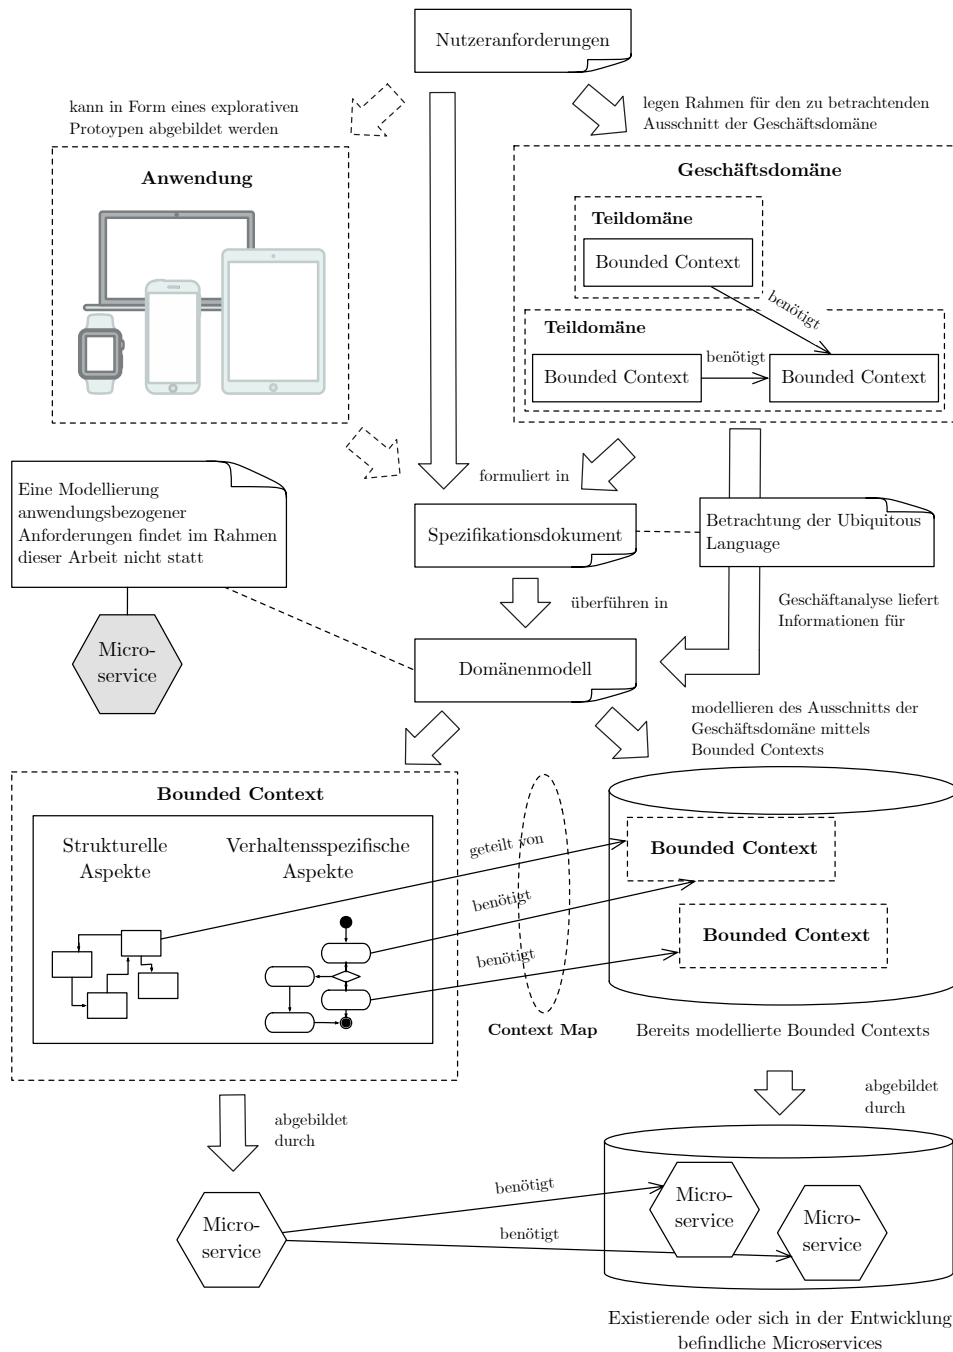 Nutzeranforderungen
kann in Form eines explorativen
Protoypen abgebildet werden
legen Rahmen für den zu betrachtenden
Ausschnitt der Geschäftsdomäne
Anwendung
Geschäftsdomäne
Teildomäne
Bounded Context
benötigt
Teildomäne
Bounded Context
benötigt
Bounded Context
formuliert in
Eine Modellierung
anwendungsbezogener
Anforderungen findet im Rahmen
dieser Arbeit nicht statt
Spezifikationsdokument
Betrachtung der Ubiquitous
Language
überführen in
Geschäftanalyse liefert
Informationen für
Micro-
service
Domänenmodell
modellieren des Ausschnitts der
Geschäftsdomäne mittels
Bounded Contexts
Bounded Context
Strukturelle
Aspekte
Verhaltensspezifische
Aspekte
geteilt von
benötigt
benötigt
Bounded Context
Bounded Context
Context Map
Bereits modellierte Bounded Contexts
abgebildet
durch
abgebildet
durch
Micro-
service
benötigt
benötigt
Micro-
service
Micro-
service
Existierende oder sich in der Entwicklung
befindliche Microservices